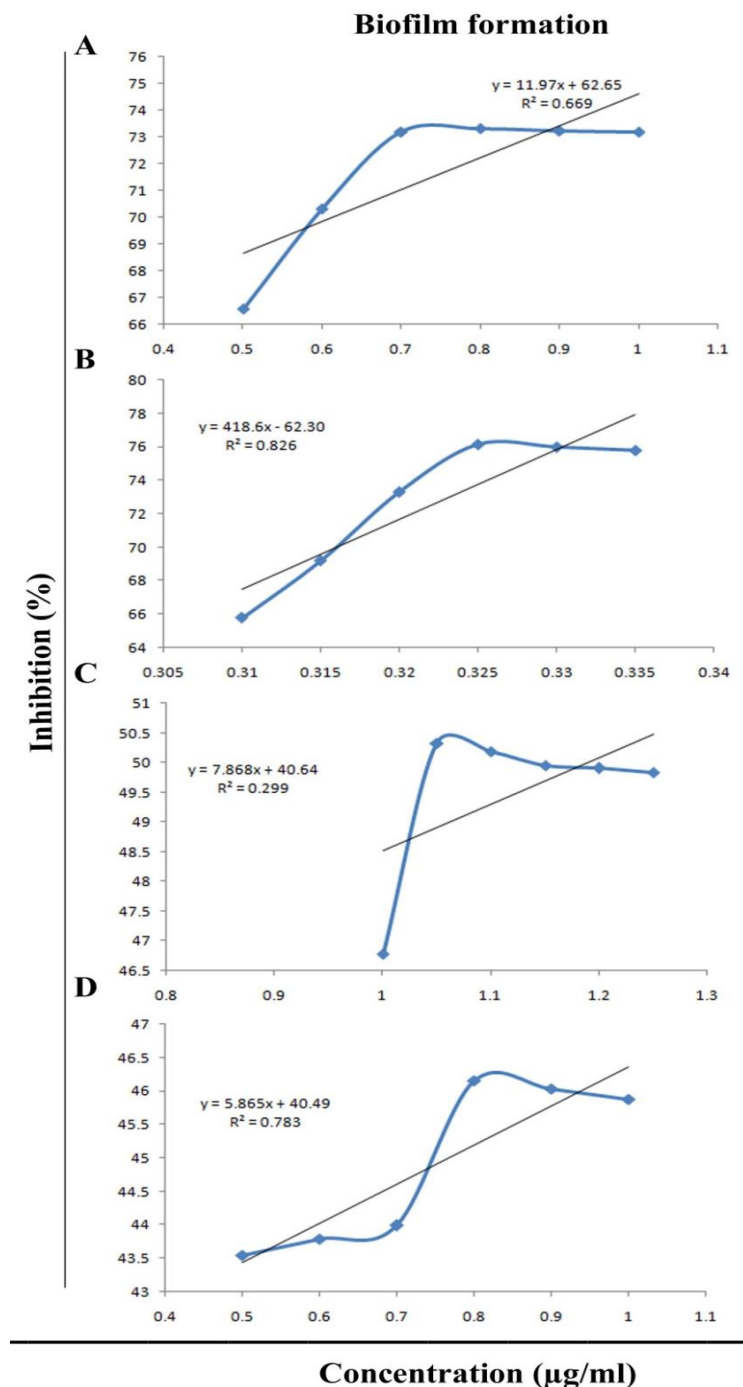 Biofilm formation
A
76
75
74
73
72
71
70
69
68
67
66
y = 11.97x + 62.65
R² = 0.669
0.4 0.5 0.6 0.7 0.8 0.9 1 1.1
B
80
78
76
74
72
70
68
66
64
y = 418.6x - 62.30
R² = 0.826
0.305 0.31 0.315 0.32 0.325 0.33 0.335 0.34
C
51
50.5
50
49.5
49
48.5
48
47.5
47
46.5
y = 7.868x + 40.64
R² = 0.299
0.8 0.9 1 1.1 1.2 1.3
D
47
46.5
46
45.5
45
44.5
44
43.5
43
y = 5.865x + 40.49
R² = 0.783
0.4 0.5 0.6 0.7 0.8 0.9 1 1.1
Inhibition (%)
Concentration (µg/ml)